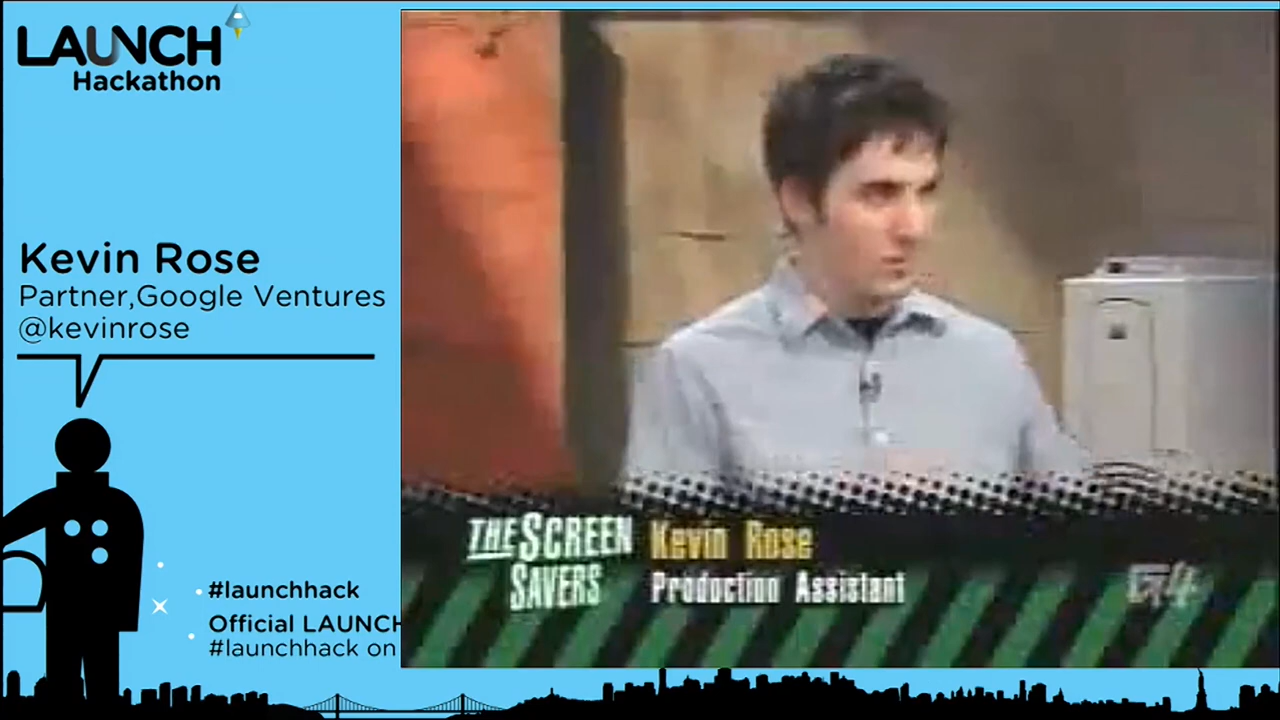 LAUNCH
Hackathon
Kevin Rose
Partner,Google Ventures
@kevinrose
#launchhack
Official LAUNCH
#launchhack on
THE SCREEN
SAVERS
Kevin Rose
Production Assistant
G4